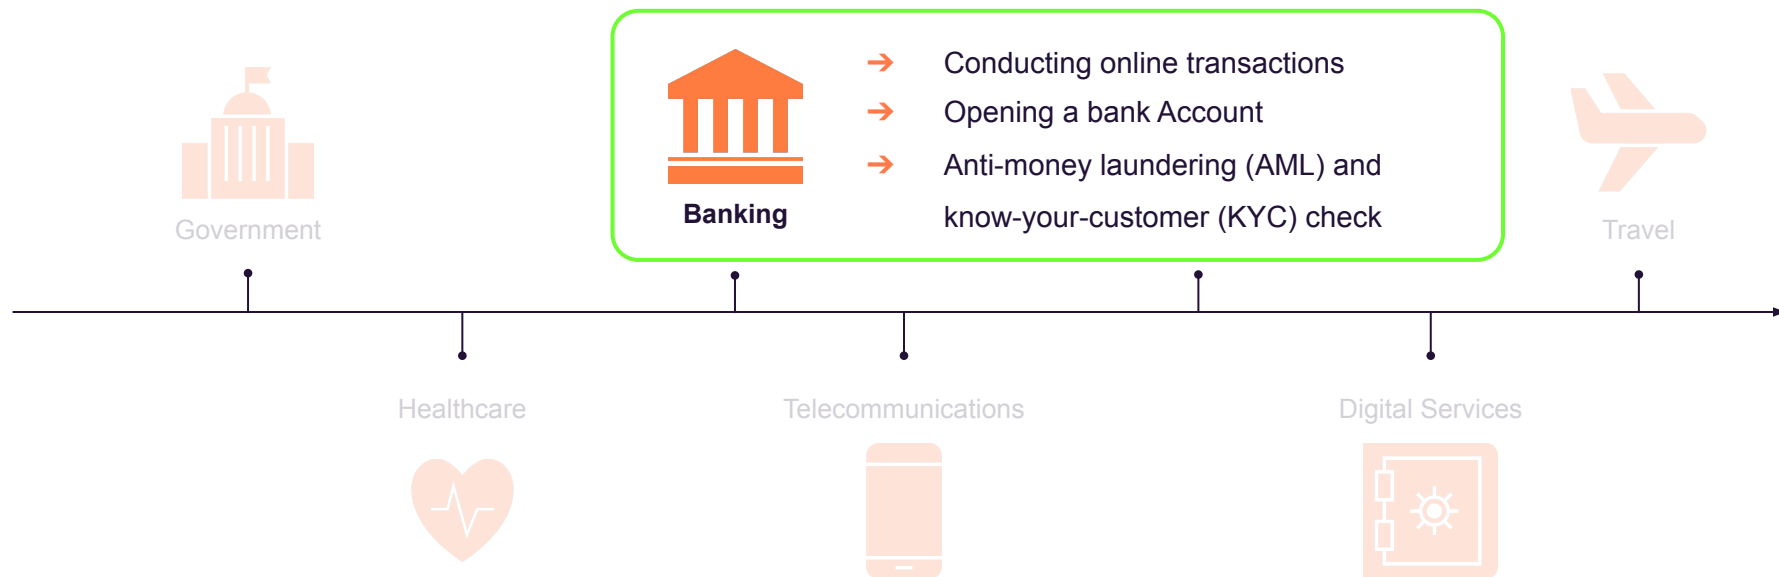 Conducting online transactions
Opening a bank Account
Anti-money laundering (AML) and
know-your-customer (KYC) check
Banking
Government
Travel
Healthcare
Telecommunications
Digital Services